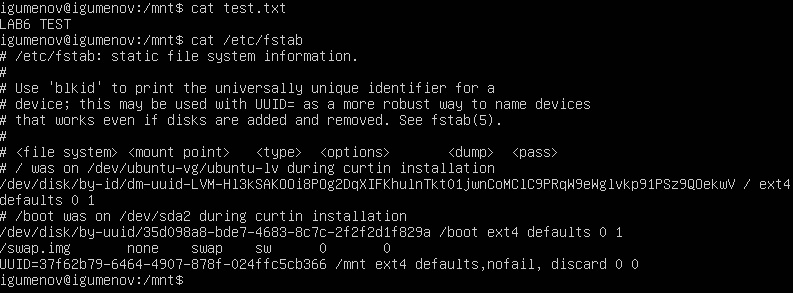 igumenov@igumenov:/mnt$ cat test.txt
LAB6 TEST
igumenov@igumenov:/mnt$ cat /etc/fstab
# /etc/fstab: static file system information.
#
# Use 'blkid' to print the universally unique identifier for a
# device; this may be used with UUID= as a more robust way to name devices
# that works even if disks are added and removed. See fstab(5).
#
# <file system> <mount point>   <type>  <options>       <dump>  <pass>
# / was on /dev/ubuntu-vg/ubuntu-lv during curtin installation
/dev/disk/by-id/dm-uuid-LVM-Hl3kSAKOOi8POg2DqXIFKhulnTkt01jwnCoMClC9PRqW9eWglvkp91PSz9QOekwV / ext4
defaults 0 1
# /boot was on /dev/sda2 during curtin installation
/dev/disk/by-uuid/35d098a8-bde7-4683-8c7c-2f2f2d1f829a /boot ext4 defaults 0 1
/swap.img       none    swap    sw      0       0
UUID=37f62b79-6464-4907-878f-024ffc5cb366 /mnt ext4 defaults,nofail, discard 0 0
igumenov@igumenov:/mnt$